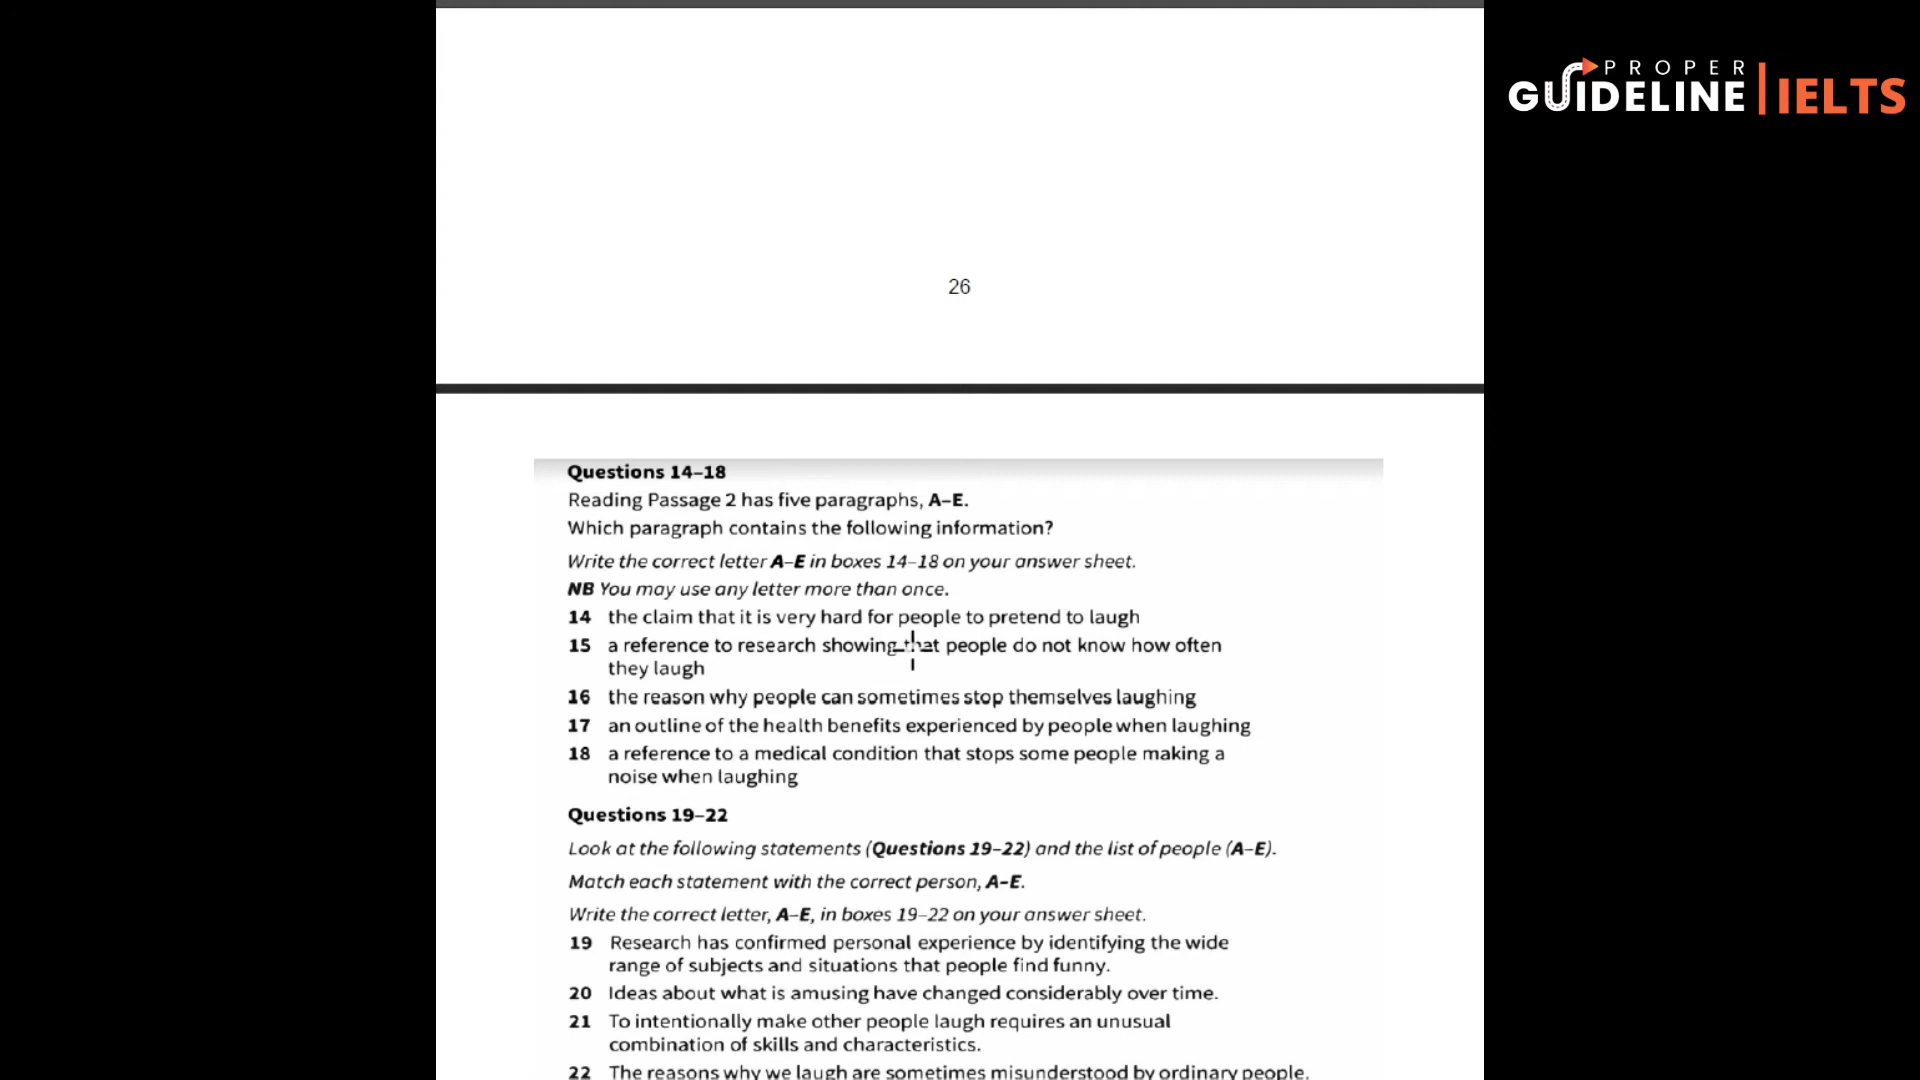 PROPER
GUIDELINE | IELTS
26
Questions 14–18
Reading Passage 2 has five paragraphs, A–E.
Which paragraph contains the following information?
Write the correct letter A–E in boxes 14–18 on your answer sheet.
NB You may use any letter more than once.
14 the claim that it is very hard for people to pretend to laugh
15 a reference to research showing that people do not know how often
they laugh
16 the reason why people can sometimes stop themselves laughing
17 an outline of the health benefits experienced by people when laughing
18 a reference to a medical condition that stops some people making a
noise when laughing
Questions 19–22
Look at the following statements (Questions 19–22) and the list of people (A–E).
Match each statement with the correct person, A–E.
Write the correct letter, A–E, in boxes 19–22 on your answer sheet.
19 Research has confirmed personal experience by identifying the wide
range of subjects and situations that people find funny.
20 Ideas about what is amusing have changed considerably over time.
21 To intentionally make other people laugh requires an unusual
combination of skills and characteristics.
22 The reasons why we laugh are sometimes misunderstood by ordinary people.